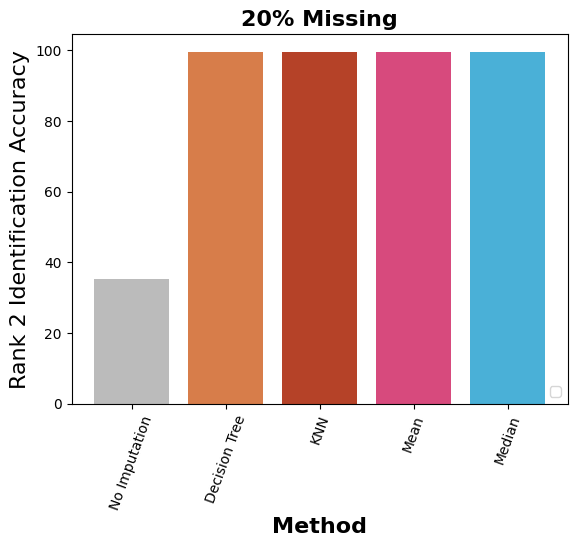 20% Missing
Rank 2 Identification Accuracy
100
80
60
40
20
0
No Imputation
Decision Tree
KNN
Mean
Median
Method